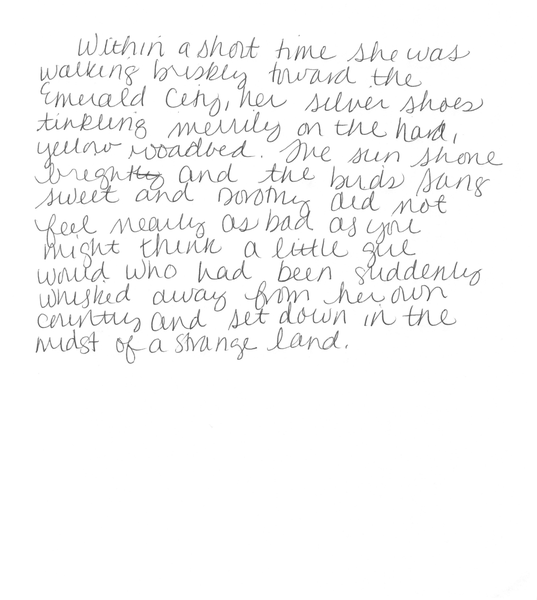 Within a short time she was
walking briskly toward the
Emerald City, her silver shoes
tinkling merrily on the hard,
yellow roadbed. The sun shone
brightly and the birds sang
sweet and Dorothy did not
feel nearly as bad as you
might think a little girl
would who had been suddenly
whisked away from her own
country and set down in the
midst of a strange land.